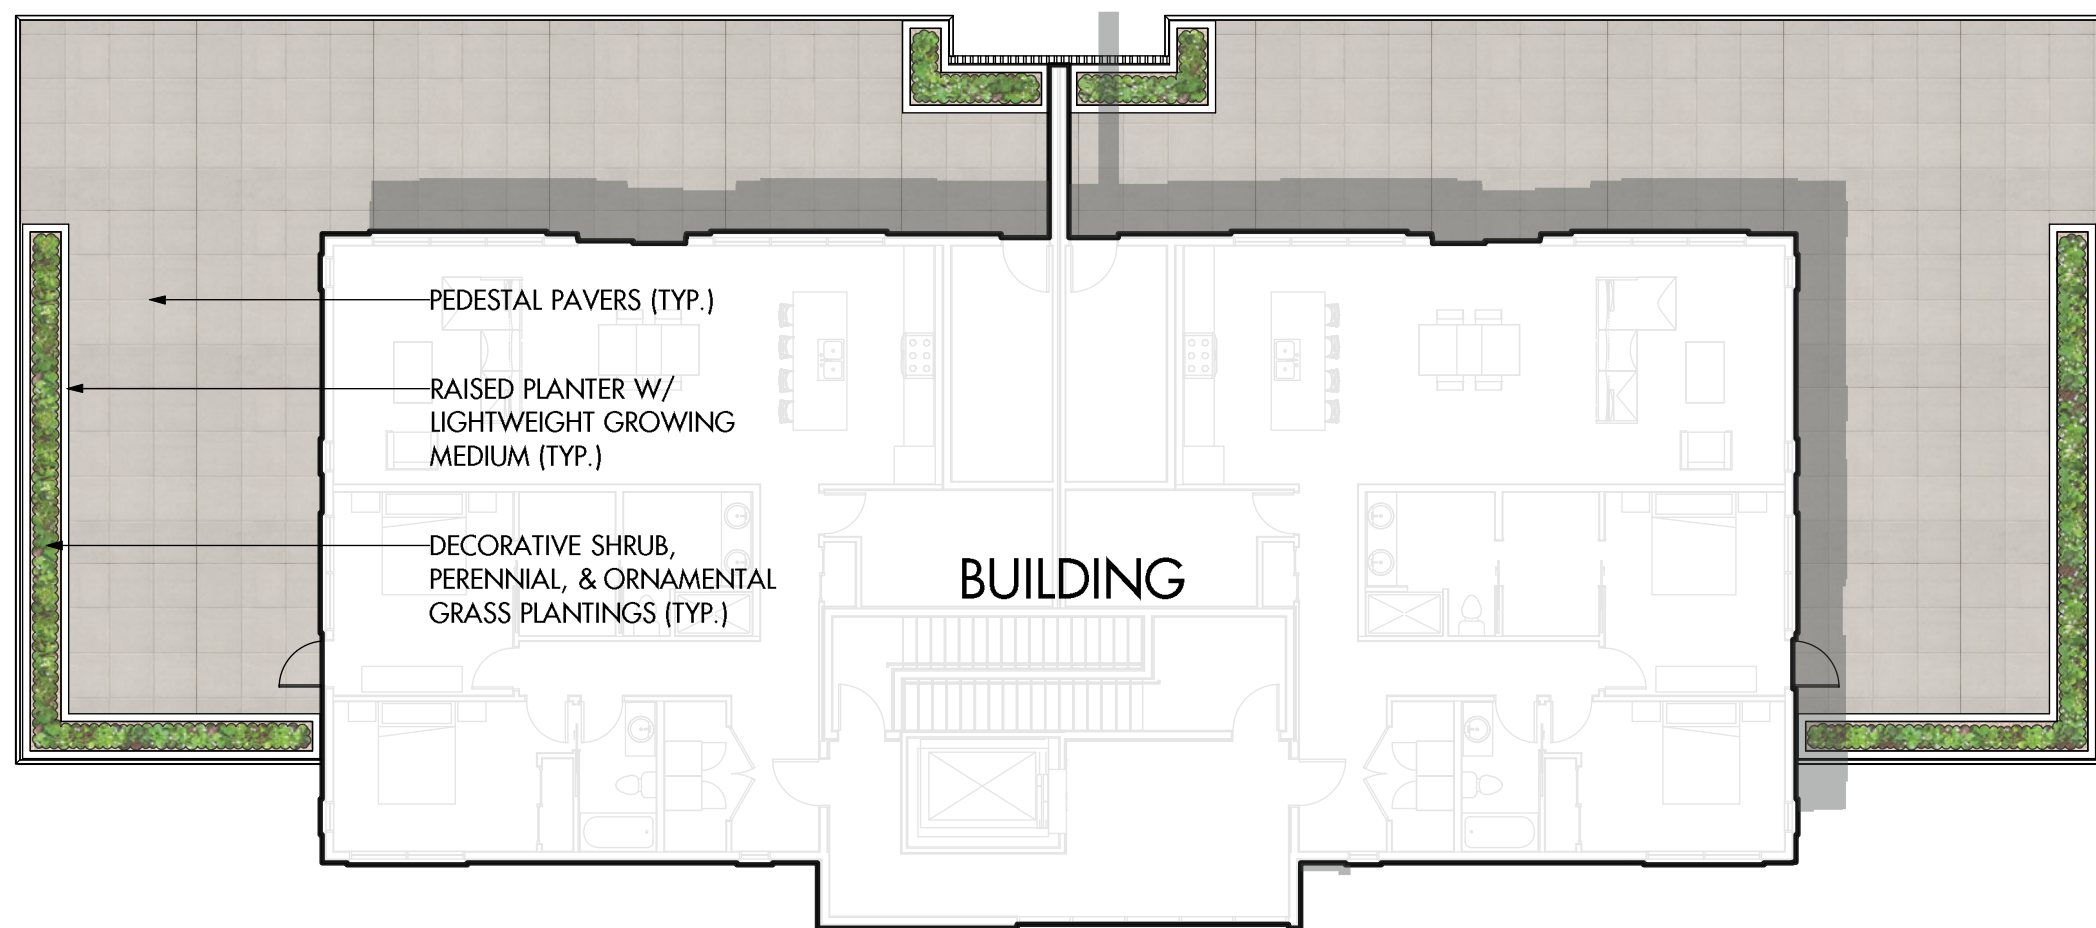 PEDESTAL PAVERS (TYP.)
RAISED PLANTER W/
LIGHTWEIGHT GROWING
MEDIUM (TYP.)
DECORATIVE SHRUB,
PERENNIAL, & ORNAMENTAL
GRASS PLANTINGS (TYP.)
BUILDING